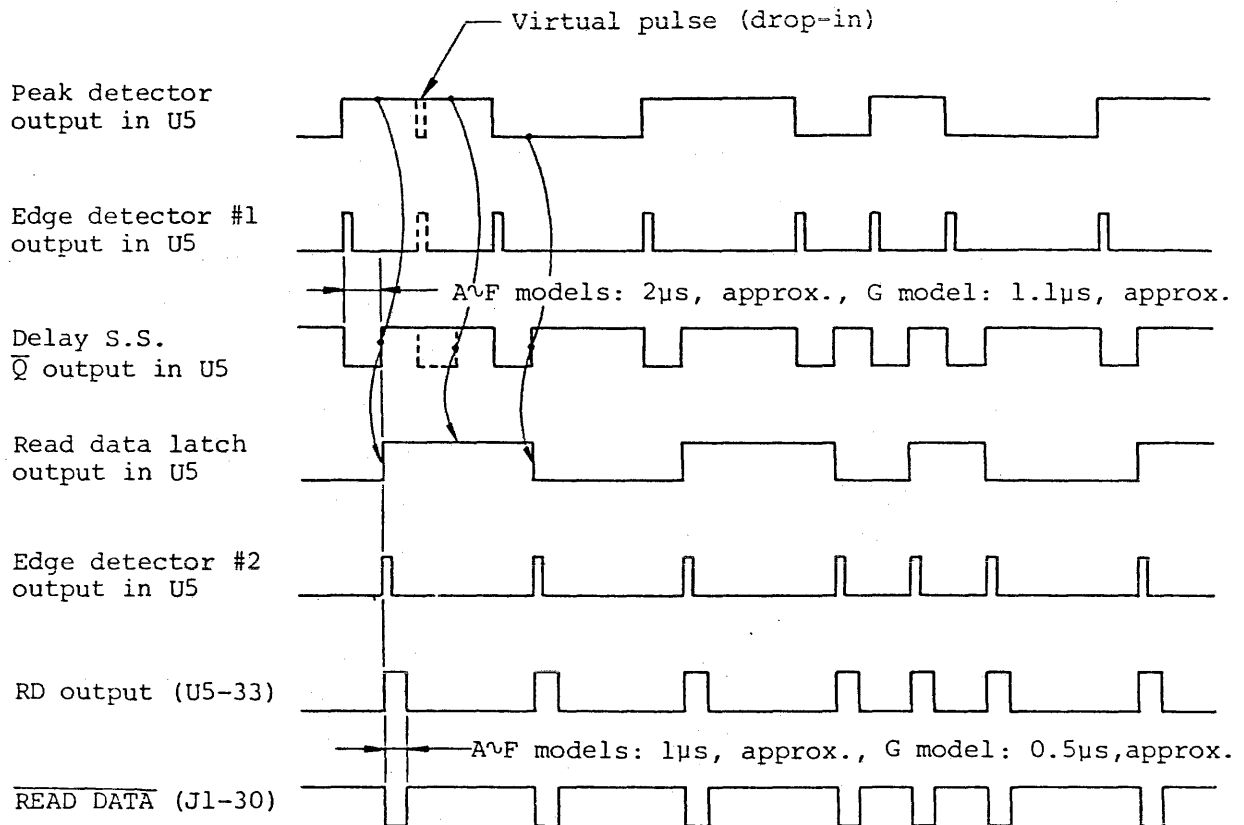 Virtual pulse (drop-in)
Peak detector
output in U5
Edge detector #1
output in U5
A~F models: 2µs, approx., G model: 1.1µs, approx.
Delay S.S.
Q̅ output in U5
Read data latch
output in U5
Edge detector #2
output in U5
RD output (U5-33)
A~F models: 1µs, approx., G model: 0.5µs,approx.
R̅E̅A̅D̅ ̅D̅A̅T̅A̅ (J1-30)